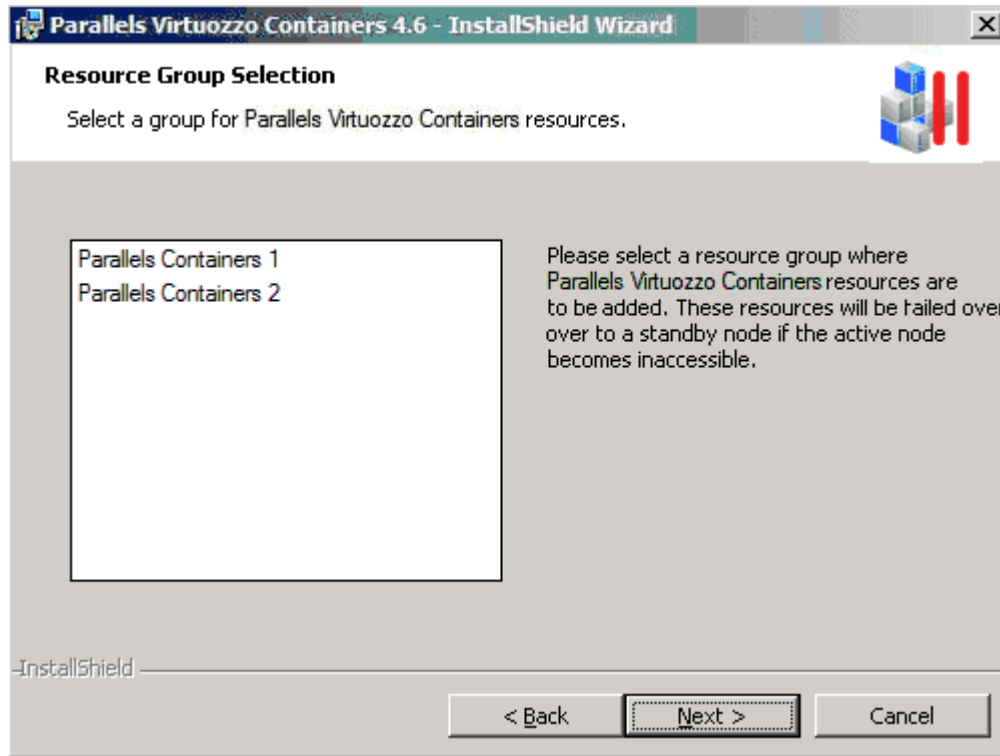 Parallels Virtuozzo Containers 4.6 - InstallShield Wizard
Resource Group Selection
Select a group for Parallels Virtuozzo Containers resources.
Parallels Containers 1
Parallels Containers 2
Please select a resource group where
Parallels Virtuozzo Containers resources are
to be added. These resources will be failed over
over to a standby node if the active node
becomes inaccessible.
InstallShield
< Back
Next >
Cancel